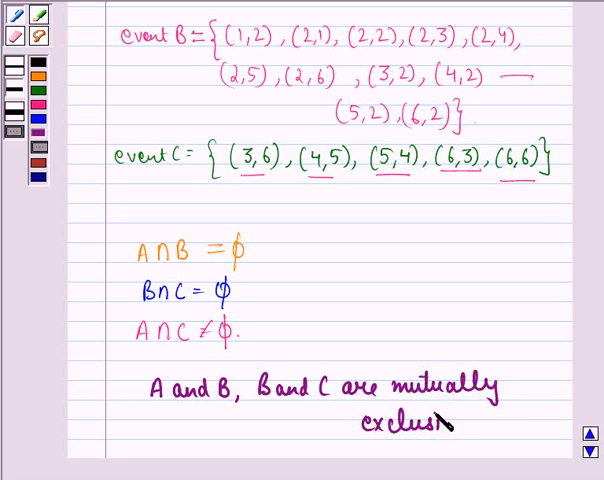 event B = { (1,2) , (2,1), (2,2), (2,3) , (2,4),
(2,5) , (2,6) , (3,2) , (4,2) —
(5,2) , (6,2) }
event C = { (3,6) , (4,5), (5,4), (6,3), (6,6) }
A ∩ B = ϕ
B ∩ C = ϕ
A ∩ C ≠ ϕ.
A and B, B and C are mutually
exclusi